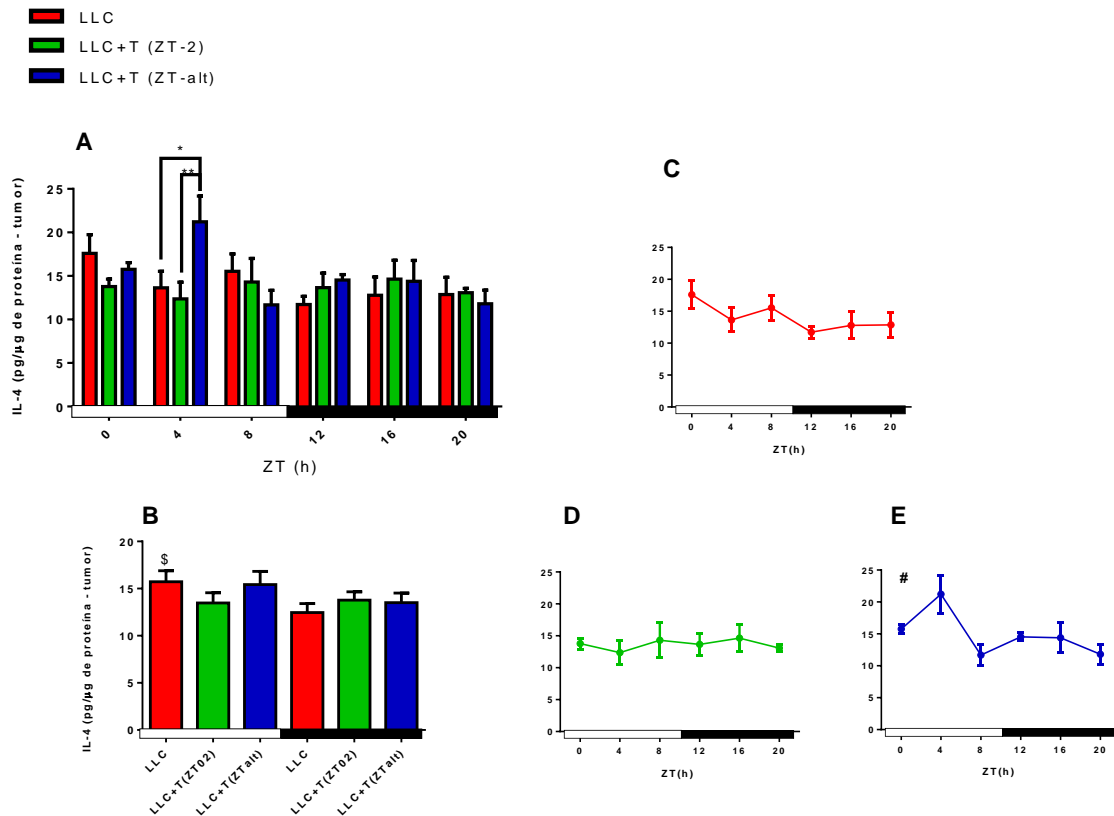 LLC
LLC+T (ZT-2)
LLC+T (ZT-alt)
A
*
**
IL-4 (pg/µg de proteína - tumor)
25
20
15
10
5
0
0 4 8 12 16 20
ZT (h)
C
25
20
15
10
5
0
0 4 8 12 16 20
ZT(h)
B
$
IL-4 (pg/µg de proteína - tumor)
20
15
10
5
0
LLC LLC+T(ZT02) LLC+T(ZTalt) LLC LLC+T(ZT02) LLC+T(ZTalt)
D
25
20
15
10
5
0
0 4 8 12 16 20
ZT(h)
E
#
25
20
15
10
5
0
0 4 8 12 16 20
ZT(h)